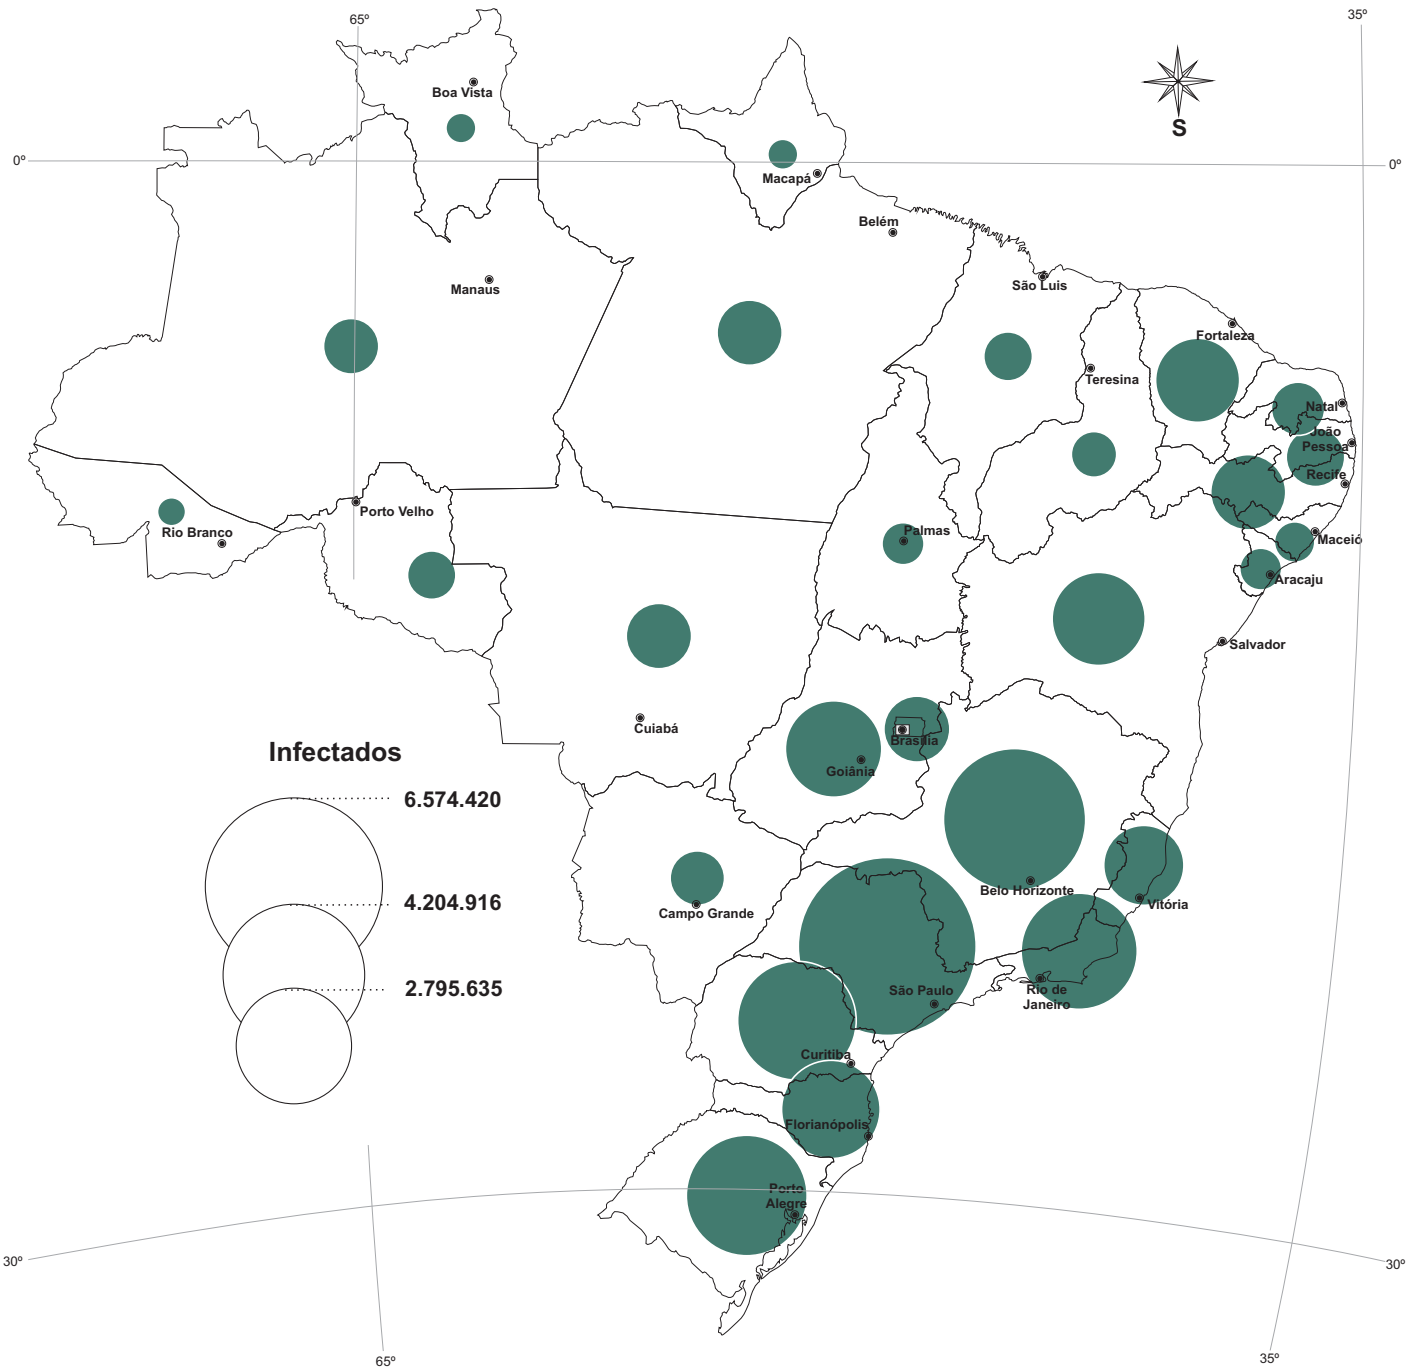 65º
35º
Boa Vista
S
0º
0º
Macapá
Belém
Manaus
São Luis
Fortaleza
Teresina
Natal
João
Pessoa
Recife
Porto Velho
Rio Branco
Palmas
Maceió
Aracaju
Salvador
Cuiabá
Brasília
Goiânia
Infectados
6.574.420
4.204.916
2.795.635
Belo Horizonte
Vitória
Campo Grande
São Paulo
Rio de
Janeiro
Curitiba
Florianópolis
Porto
Alegre
30º
30º
65º
35º